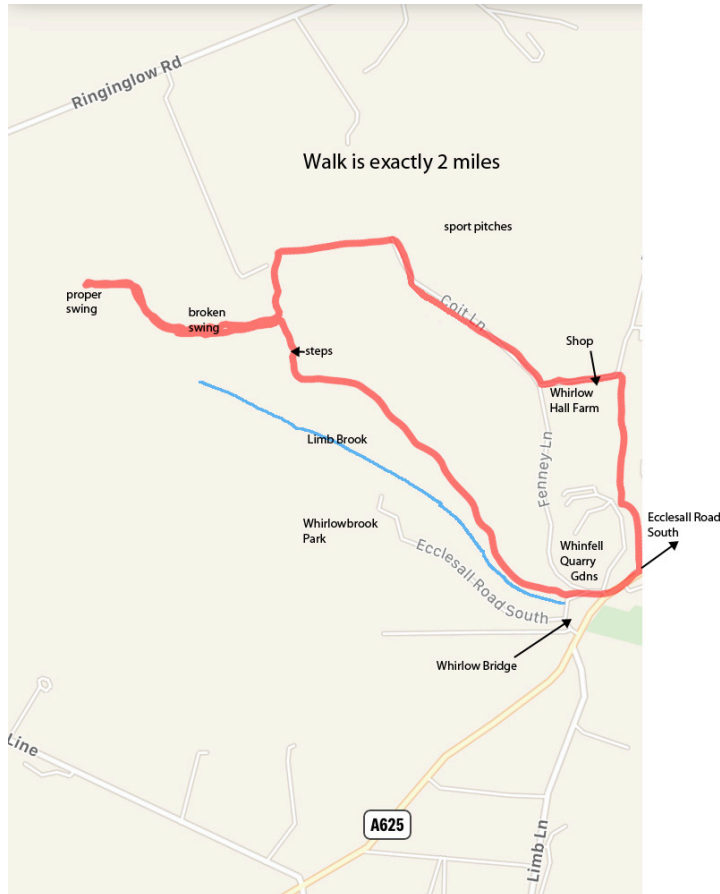 Ringinglow Rd
Walk is exactly 2 miles
sport pitches
proper
swing
broken
swing
Coit Ln
steps
Shop
Whirlow
Hall Farm
Limb Brook
Fenney Ln
Whirlowbrook
Park
Ecclesall Road
South
Whinfell
Quarry
Gdns
Ecclesall Road South
Whirlow Bridge
Line
A625
Limb Ln